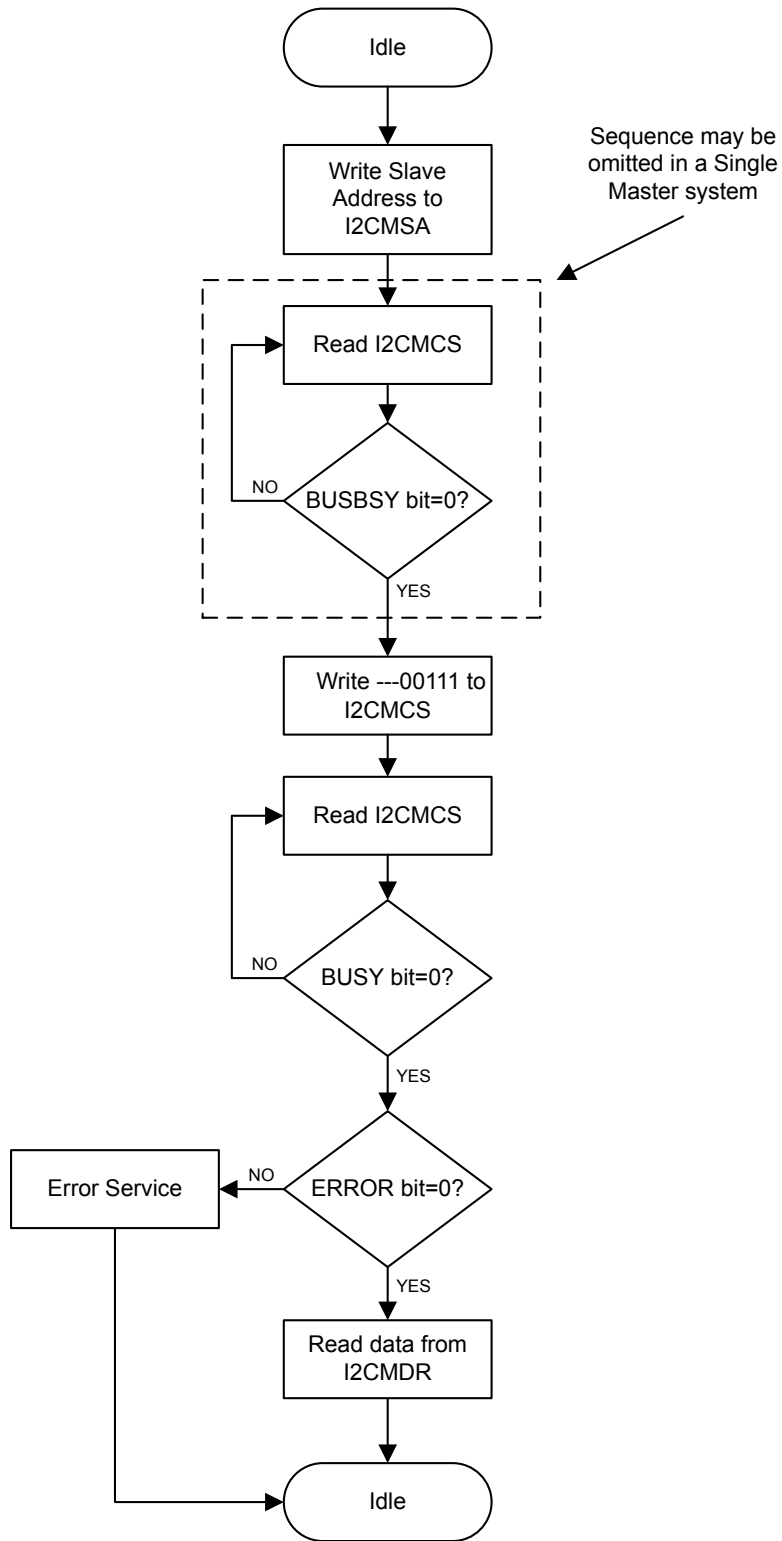 Idle
Sequence may be
omitted in a Single
Master system
Write Slave
Address to
I2CMSA
Read I2CMCS
NO
BUSBSY bit=0?
YES
Write ---00111 to
I2CMCS
Read I2CMCS
NO
BUSY bit=0?
YES
Error Service
NO
ERROR bit=0?
YES
Read data from
I2CMDR
Idle